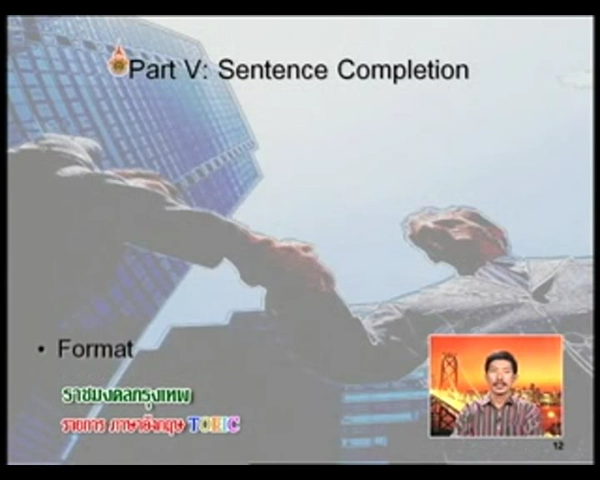 Part V: Sentence Completion
• Format
ราชมงคลกรุงเทพ
รายการ ภาษาอังกฤษ TOEIC
12